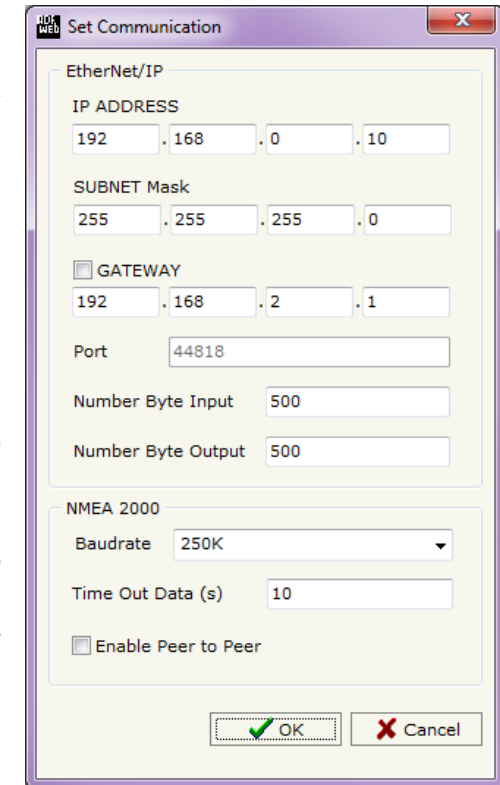 ADF
WEB
Set Communication
EtherNet/IP
IP ADDRESS
192 . 168 . 0 . 10
SUBNET Mask
255 . 255 . 255 . 0
GATEWAY
192 . 168 . 2 . 1
Port 44818
Number Byte Input 500
Number Byte Output 500
NMEA 2000
Baudrate 250K
Time Out Data (s) 10
Enable Peer to Peer
OK Cancel